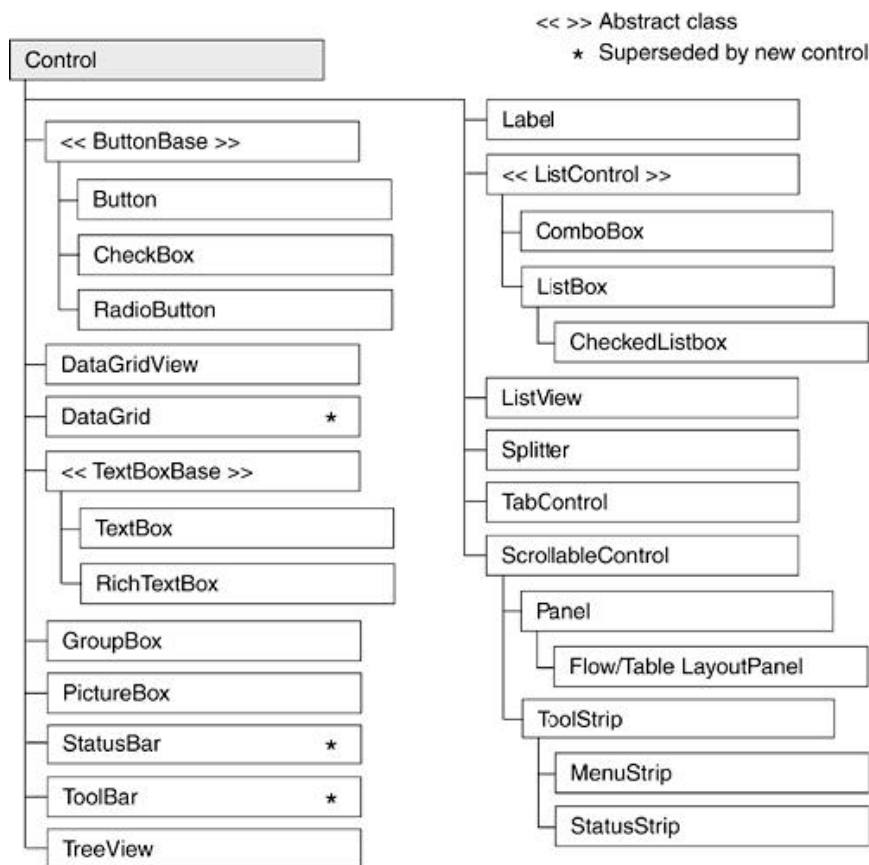 << >> Abstract class
* Superseded by new control
Control
<< ButtonBase >>
Button
CheckBox
RadioButton
DataGridView
DataGrid *
<< TextBoxBase >>
TextBox
RichTextBox
GroupBox
PictureBox
StatusBar *
ToolBar *
TreeView
Label
<< ListControl >>
ComboBox
ListBox
CheckedListbox
ListView
Splitter
TabControl
ScrollableControl
Panel
Flow/Table LayoutPanel
ToolStrip
MenuStrip
StatusStrip